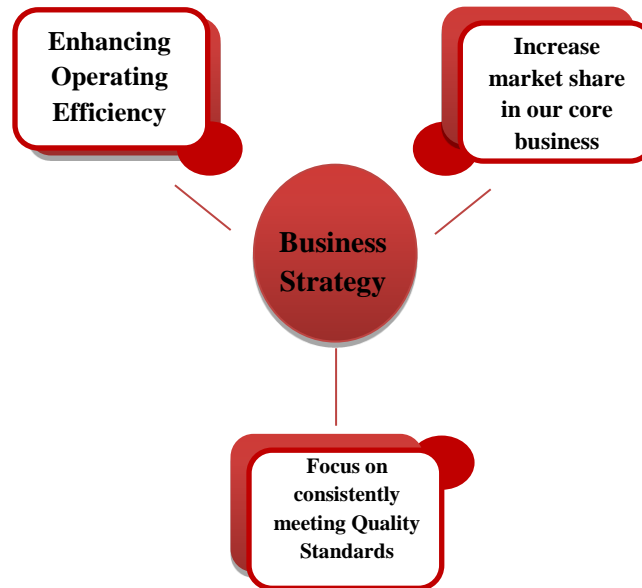 Enhancing
Operating
Efficiency
Increase
market share
in our core
business
Business
Strategy
Focus on
consistently
meeting Quality
Standards